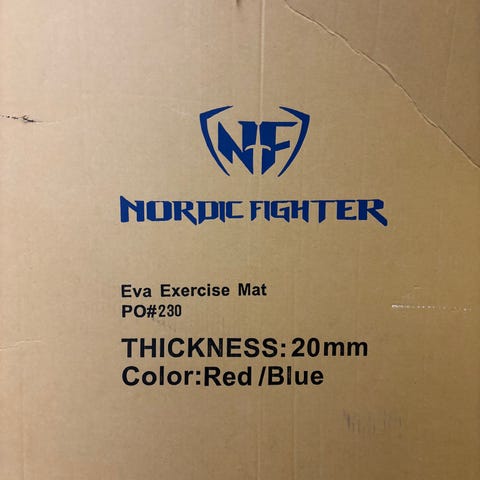 NF
NORDIC FIGHTER
Eva Exercise Mat
PO#230
THICKNESS: 20mm
Color:Red/Blue